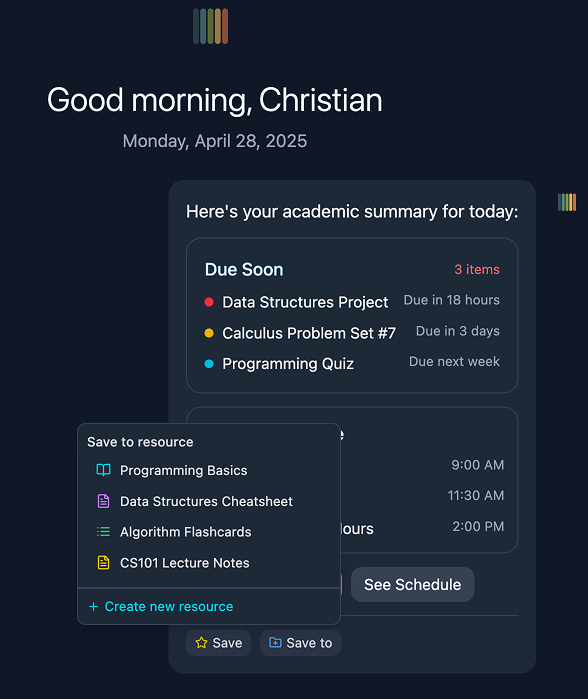 Good morning, Christian
Monday, April 28, 2025
Here's your academic summary for today:
Due Soon 3 items
Data Structures Project Due in 18 hours
Calculus Problem Set #7 Due in 3 days
Programming Quiz Due next week
9:00 AM
11:30 AM
2:00 PM
Save to resource
Programming Basics
Data Structures Cheatsheet
Algorithm Flashcards
CS101 Lecture Notes
+ Create new resource
See Schedule
Save Save to